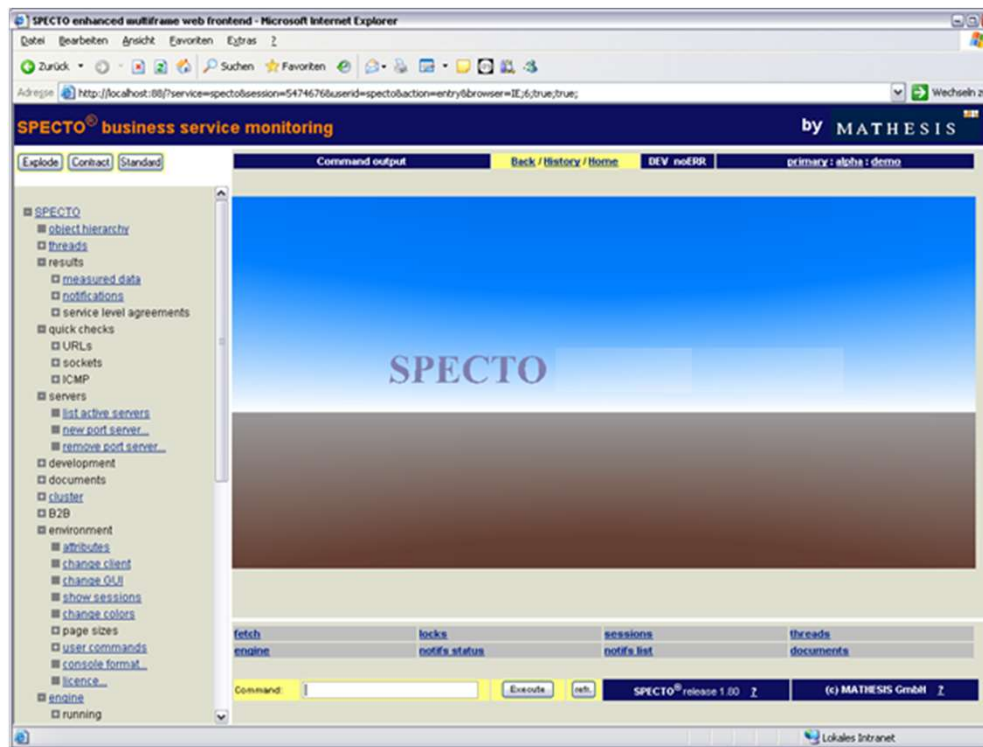 SPECTO enhanced multiframe web frontend - Microsoft Internet Explorer
Datei Bearbeiten Ansicht Favoriten Extras ?
Zurück Suchen Favoriten
Adresse http://localhost:88/?service=specto&session=5474676&userid=specto&action=entry&browser=IE;6;true;true; Wechseln z
SPECTO® business service monitoring by MATHESIS
Explode Contract Standard
Command output Back / History / Home DEV noERR primary : alpha : demo
SPECTO
object hierarchy
threads
results
measured data
notifications
service level agreements
quick checks
URLs
sockets
ICMP
servers
list active servers
new port server...
remove port server...
development
documents
cluster
B2B
environment
attributes
change client
change GUI
show sessions
change colors
page sizes
user commands
console format...
licence...
engine
running
SPECTO
fetch locks sessions threads
engine notifs status notifs list documents
Command: Execute refr. SPECTO® release 1.80 ? (c) MATHESIS GmbH ?
Lokales Intranet